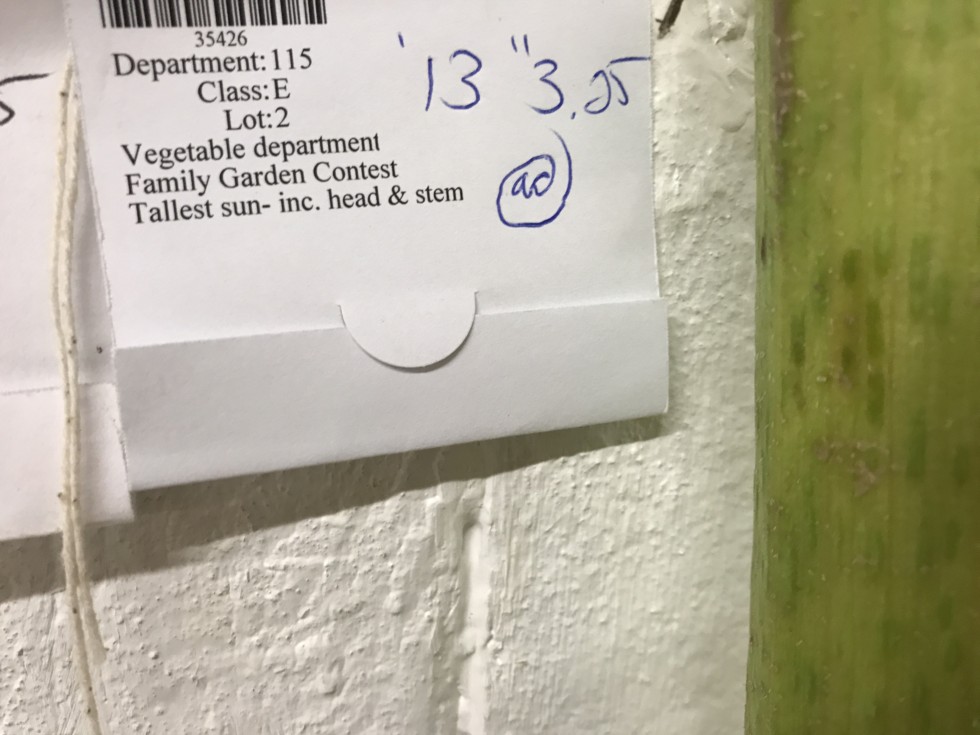 35426
Department: 115
Class: E
Lot: 2
Vegetable department
Family Garden Contest
Tallest sun- inc. head & stem
'13 "3.25
5